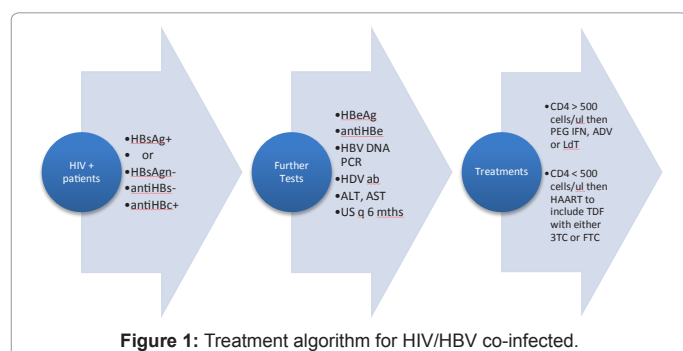 HIV +
patients
•HBsAg+
• or
•HBsAgn-
•antiHBs-
•antiHBc+
Further
Tests
•HBeAg
•antiHBe
•HBV DNA
PCR
•HDV ab
•ALT, AST
•US q 6 mths
Treatments
•CD4 > 500
cells/ul then
PEG IFN, ADV
or LdT
•CD4 < 500
cells/ul then
HAART to
include TDF
with either
3TC or FTC
Figure 1: Treatment algorithm for HIV/HBV co-infected.